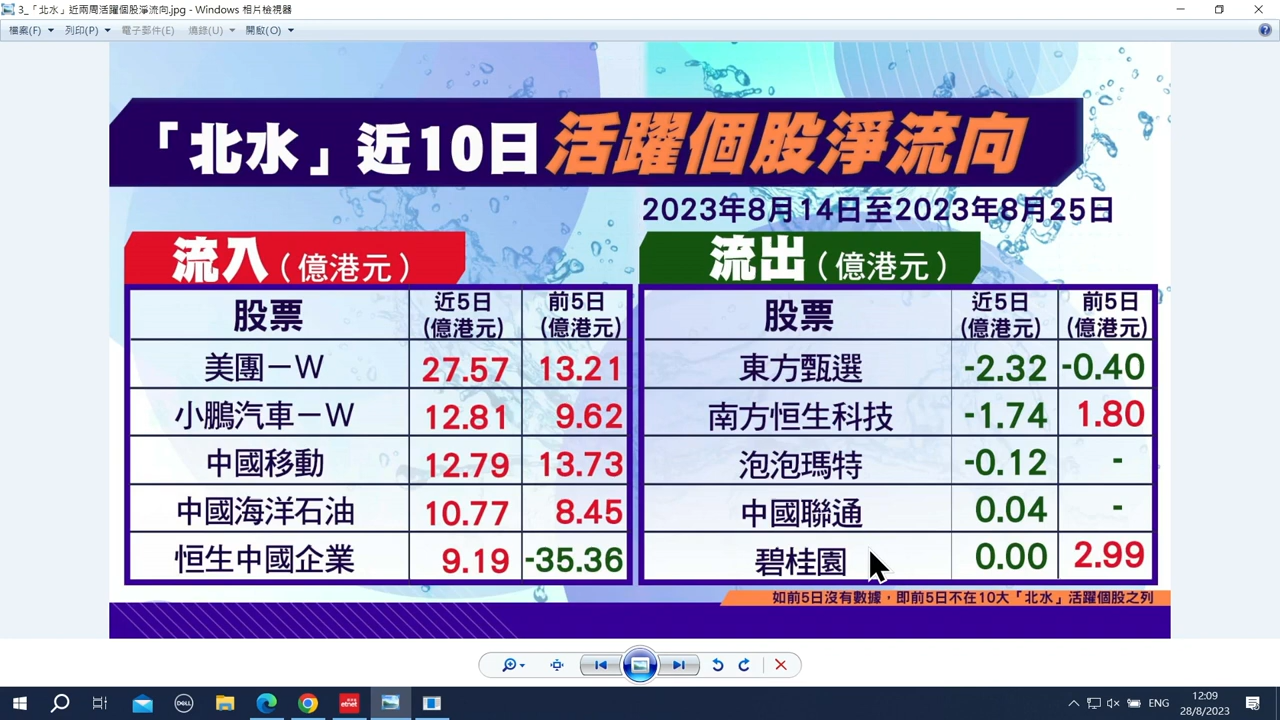 3_「北水」近兩周活躍個股淨流向.jpg - Windows 相片檢視器
檔案(F) 列印(P) 電子郵件(E) 燒錄(U) 開啟(O)
「北水」近10日活躍個股淨流向
2023年8月14日至2023年8月25日
流入（億港元） 流出（億港元）
股票 近5日(億港元) 前5日(億港元) 股票 近5日(億港元) 前5日(億港元)
美團－W 27.57 13.21 東方甄選 -2.32 -0.40
小鵬汽車－W 12.81 9.62 南方恒生科技 -1.74 1.80
中國移動 12.79 13.73 泡泡瑪特 -0.12 -
中國海洋石油 10.77 8.45 中國聯通 0.04 -
恒生中國企業 9.19 -35.36 碧桂園 0.00 2.99
如前5日沒有數據，即前5日不在10大「北水」活躍個股之列
DELL etnet ENG 12:09
28/8/2023